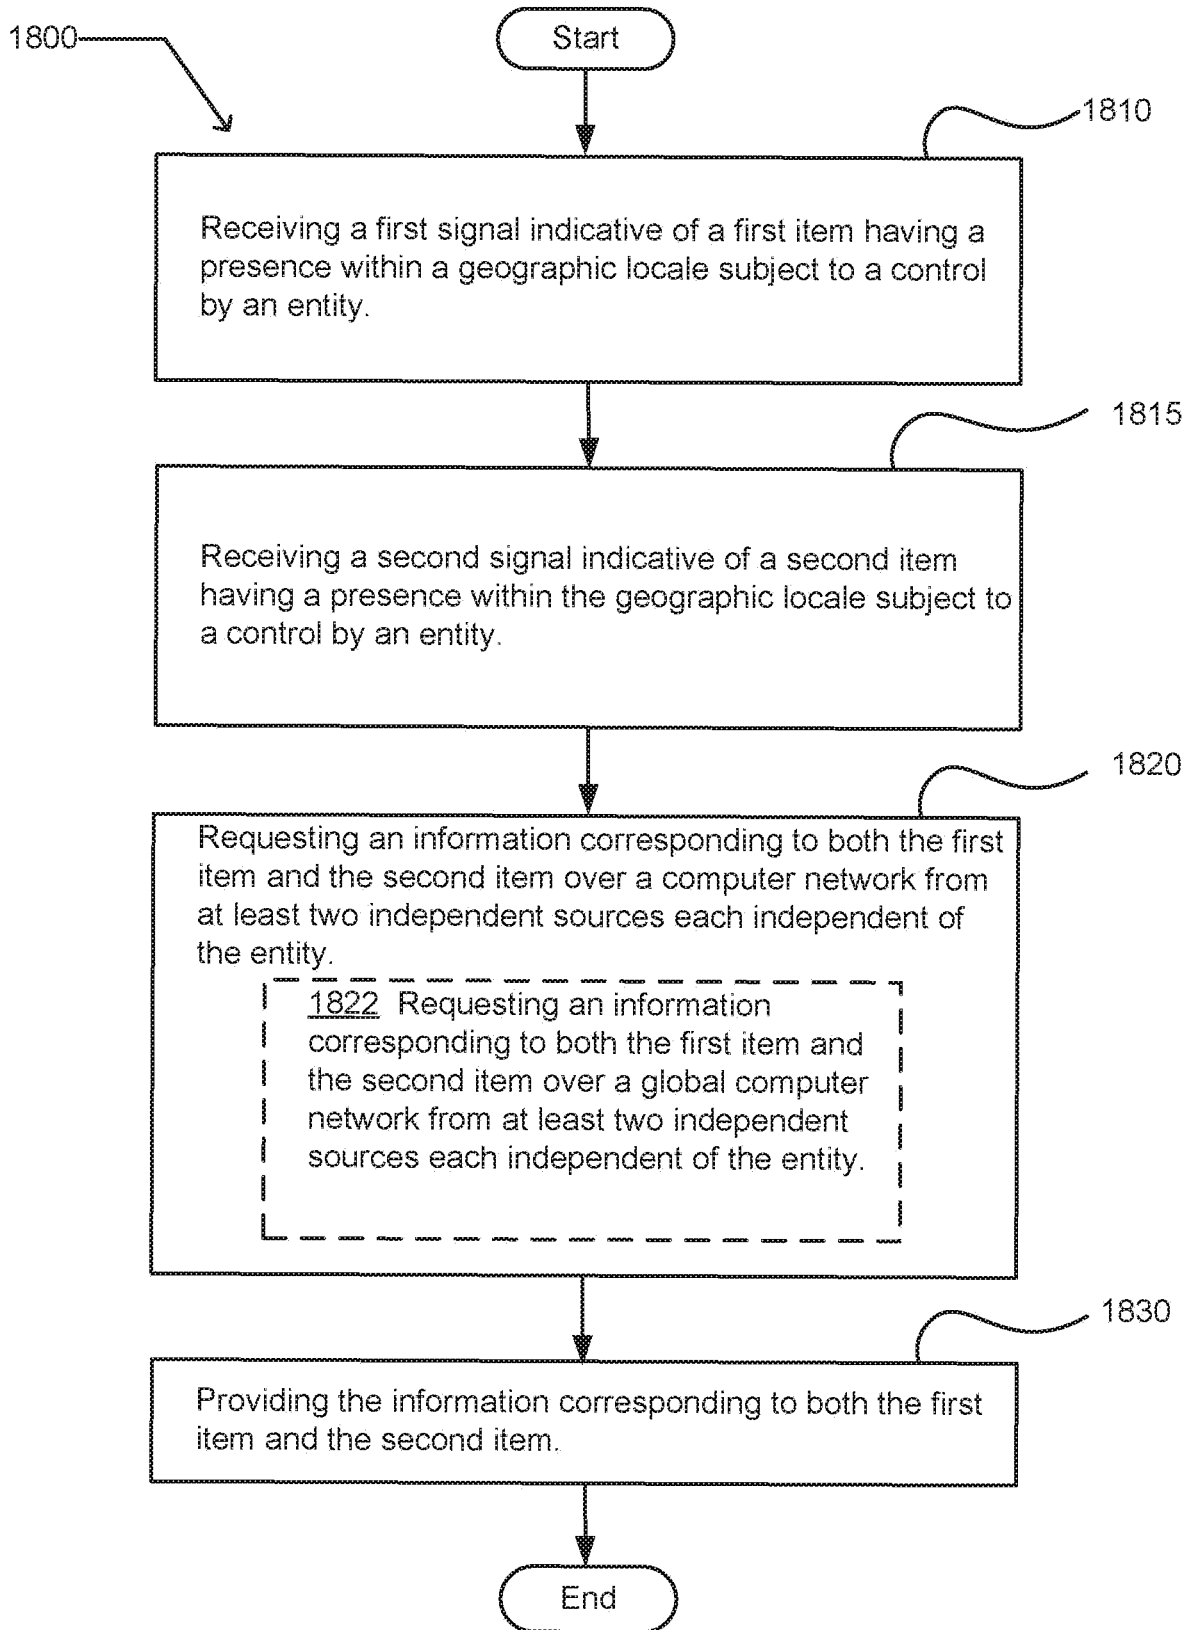 1800
Start
1810
Receiving a first signal indicative of a first item having a
presence within a geographic locale subject to a control
by an entity.
1815
Receiving a second signal indicative of a second item
having a presence within the geographic locale subject to
a control by an entity.
1820
Requesting an information corresponding to both the first
item and the second item over a computer network from
at least two independent sources each independent of
the entity.
1822 Requesting an information
corresponding to both the first item and
the second item over a global computer
network from at least two independent
sources each independent of the entity.
1830
Providing the information corresponding to both the first
item and the second item.
End